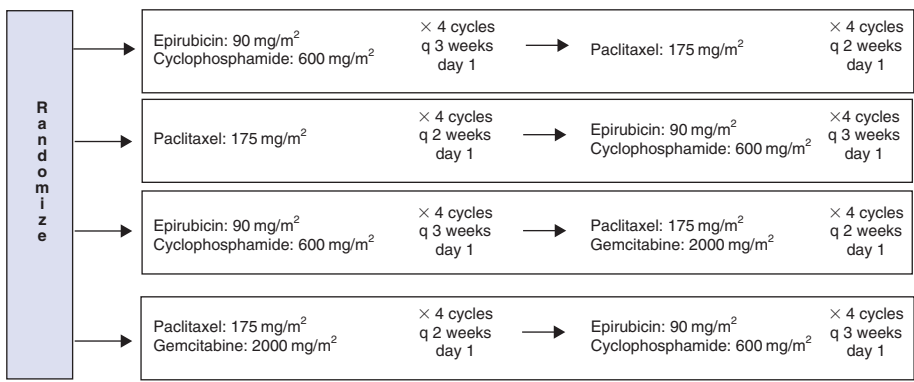 Randomize
Epirubicin: 90 mg/m²
Cyclophosphamide: 600 mg/m²
× 4 cycles
q 3 weeks
day 1
Paclitaxel: 175 mg/m²
× 4 cycles
q 2 weeks
day 1
Paclitaxel: 175 mg/m²
× 4 cycles
q 2 weeks
day 1
Epirubicin: 90 mg/m²
Cyclophosphamide: 600 mg/m²
×4 cycles
q 3 weeks
day 1
Epirubicin: 90 mg/m²
Cyclophosphamide: 600 mg/m²
× 4 cycles
q 3 weeks
day 1
Paclitaxel: 175 mg/m²
Gemcitabine: 2000 mg/m²
× 4 cycles
q 2 weeks
day 1
Paclitaxel: 175 mg/m²
Gemcitabine: 2000 mg/m²
× 4 cycles
q 2 weeks
day 1
Epirubicin: 90 mg/m²
Cyclophosphamide: 600 mg/m²
× 4 cycles
q 3 weeks
day 1